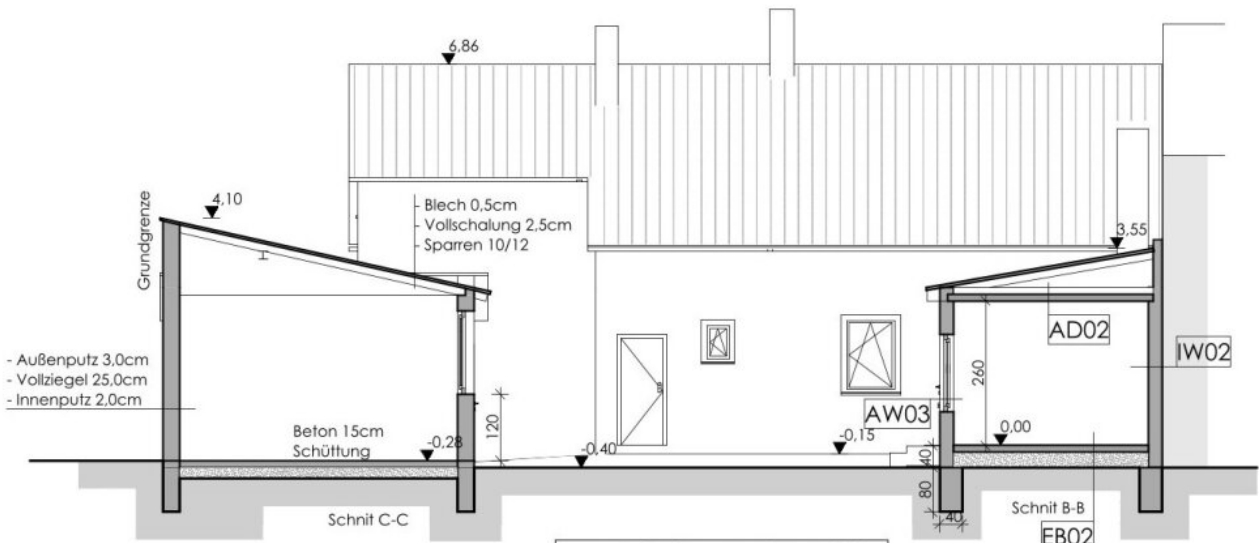 6,86
Grundgrenze
4,10
- Blech 0,5cm
- Vollschalung 2,5cm
- Sparren 10/12
3,55
AD02
IW02
- Außenputz 3,0cm
- Vollziegel 25,0cm
- Innenputz 2,0cm
260
AW03
120
Beton 15cm
Schüttung
-0,28
-0,40
-0,15
0,00
40
80
40
Schnit C-C
Schnit B-B
FB02